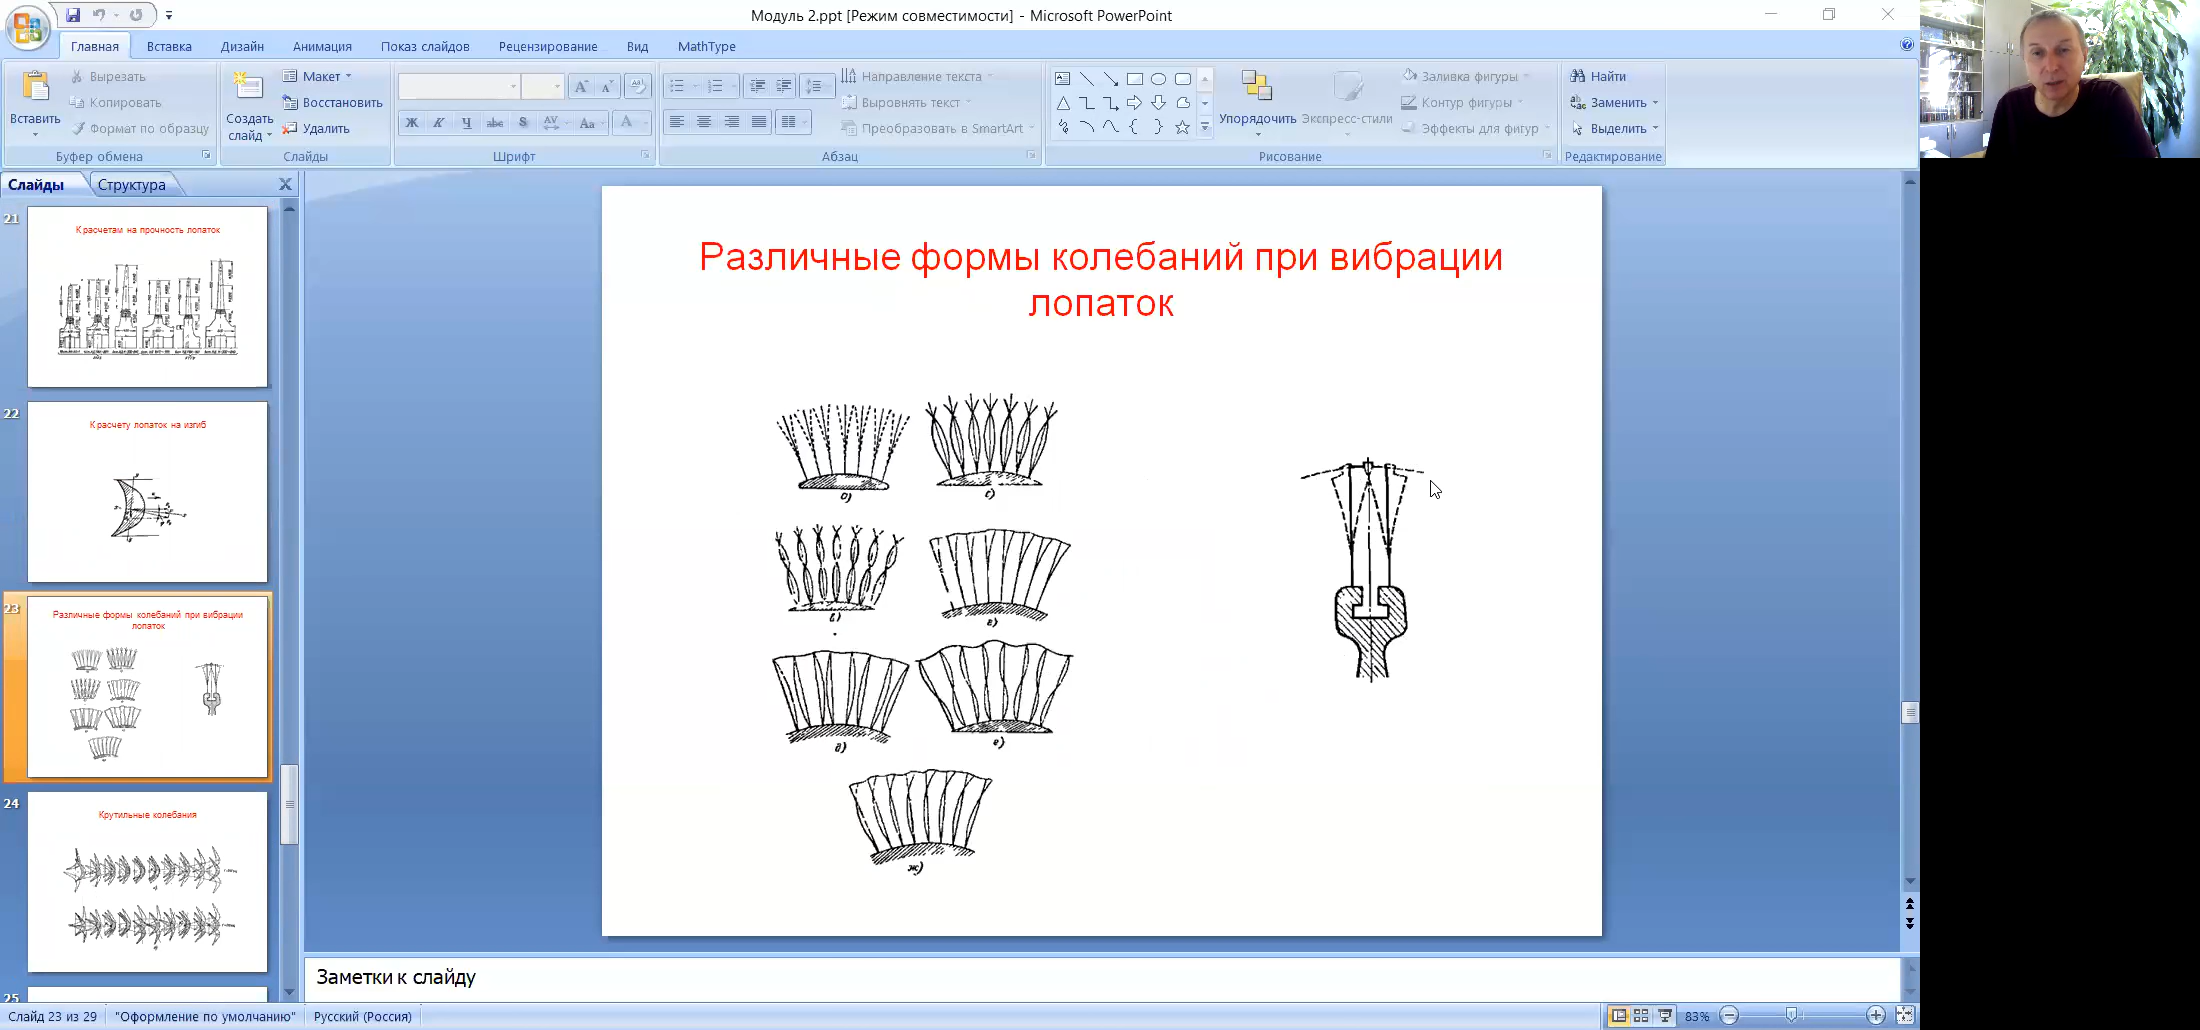 Модуль 2.ppt [Режим совместимости] - Microsoft PowerPoint
Главная Вставка Дизайн Анимация Показ слайдов Рецензирование Вид MathType
Вставить
Вырезать
Копировать
Формат по образцу
Буфер обмена
Создать слайд
Макет
Восстановить
Удалить
Слайды
Ж К Ч abc S AV Aa A
Шрифт
Направление текста
Выровнять текст
Преобразовать в SmartArt
Абзац
Упорядочить
Экспресс-стили
Заливка фигуры
Контур фигуры
Эффекты для фигур
Рисование
Найти
Заменить
Выделить
Редактирование
Слайды Структура
21
К расчетам на прочность лопаток
22
К расчету лопаток на изгиб
23
Различные формы колебаний при вибрации
лопаток
24
Крутильные колебания
25
Различные формы колебаний при вибрации
лопаток
а) с)
в) г)
д) е)
ж)
Заметки к слайду
Слайд 23 из 29 "Оформление по умолчанию" Русский (Россия) 83%